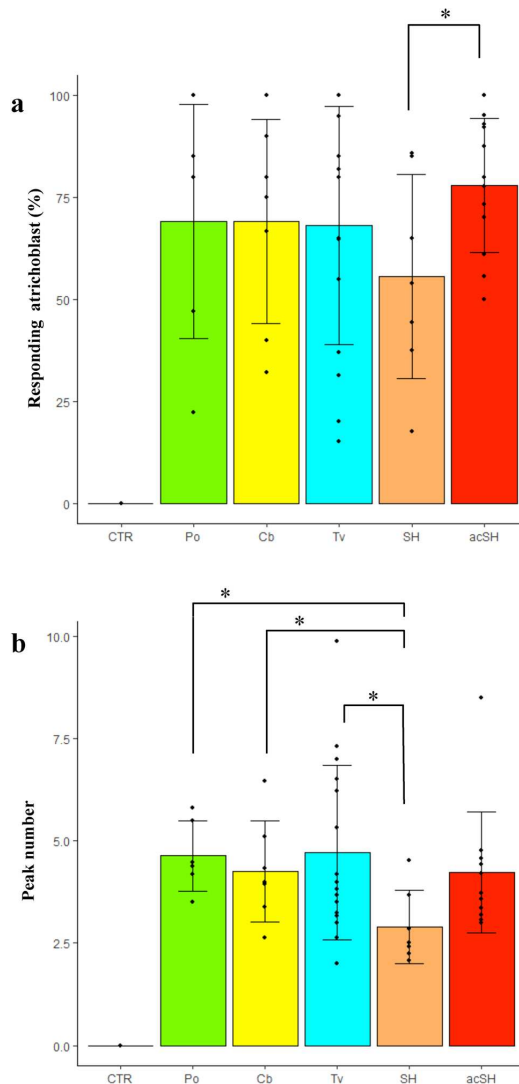 *
a
100
75
50
25
0
Responding atrichoblast (%)
CTR Po Cb Tv SH acSH
b
*
*
*
10.0
7.5
5.0
2.5
0.0
Peak number
CTR Po Cb Tv SH acSH